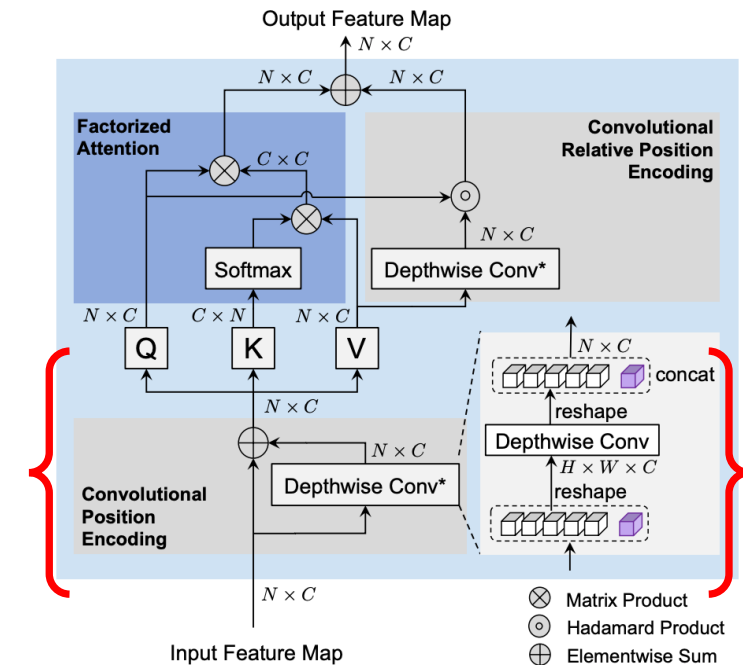 Output Feature Map
N × C
N × C
N × C
Factorized
Attention
C × C
Convolutional
Relative Position
Encoding
N × C
Softmax
Depthwise Conv*
N × C
C × N
N × C
Q
K
V
N × C
N × C
concat
reshape
Depthwise Conv
H × W × C
reshape
N × C
N × C
Depthwise Conv*
Convolutional
Position
Encoding
N × C
Input Feature Map
Matrix Product
Hadamard Product
Elementwise Sum